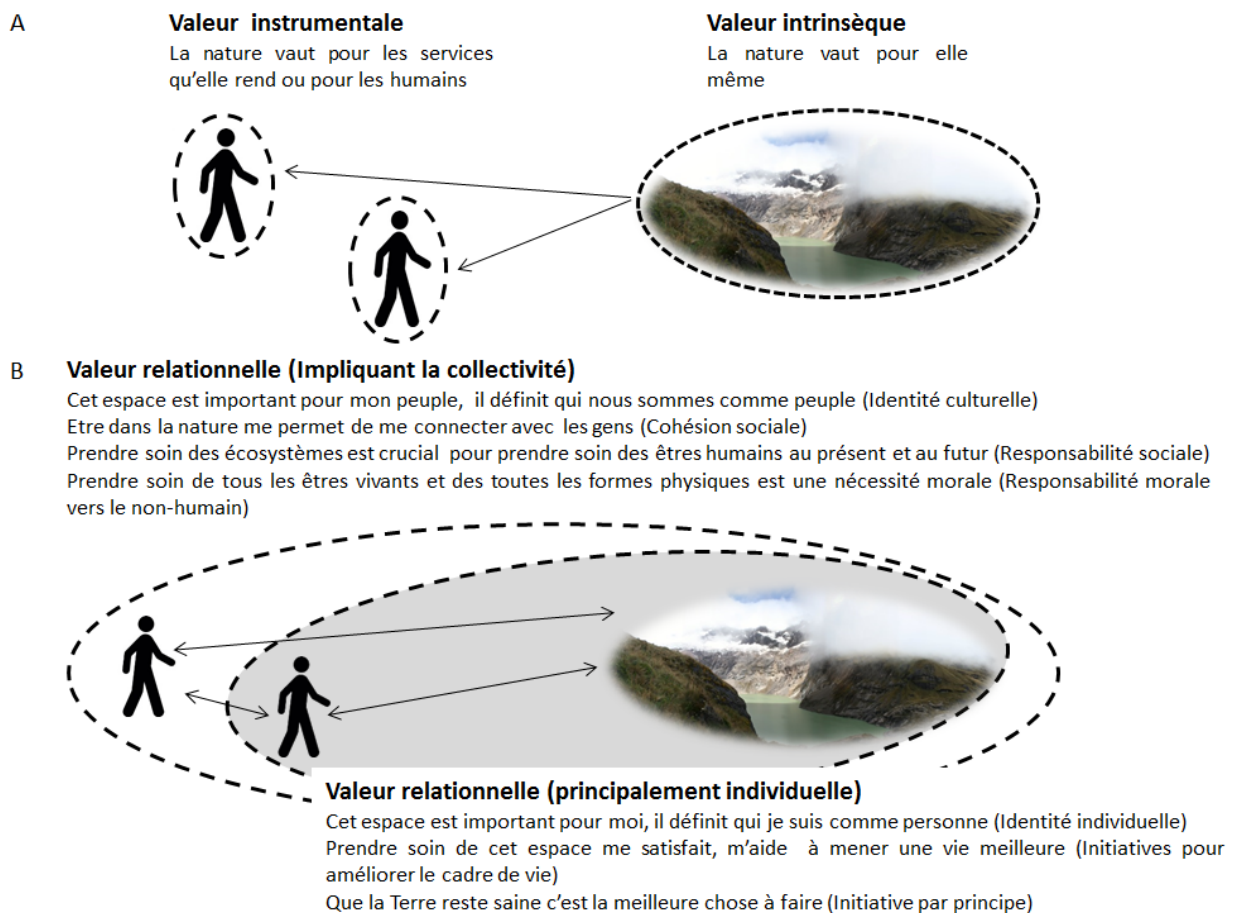 A
Valeur instrumentale
La nature vaut pour les services
qu'elle rend ou pour les humains
Valeur intrinsèque
La nature vaut pour elle
même
B
Valeur relationnelle (Impliquant la collectivité)
Cet espace est important pour mon peuple, il définit qui nous sommes comme peuple (Identité culturelle)
Etre dans la nature me permet de me connecter avec les gens (Cohésion sociale)
Prendre soin des écosystèmes est crucial pour prendre soin des êtres humains au présent et au futur (Responsabilité sociale)
Prendre soin de tous les êtres vivants et des toutes les formes physiques est une nécessité morale (Responsabilité morale
vers le non-humain)
Valeur relationnelle (principalement individuelle)
Cet espace est important pour moi, il définit qui je suis comme personne (Identité individuelle)
Prendre soin de cet espace me satisfait, m'aide à mener une vie meilleure (Initiatives pour
améliorer le cadre de vie)
Que la Terre reste saine c'est la meilleure chose à faire (Initiative par principe)